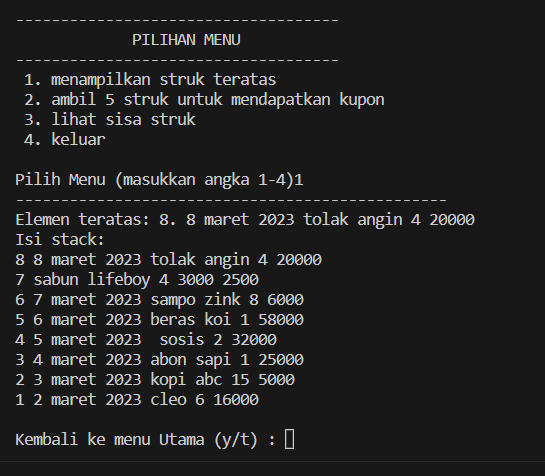 ------------------------------------
PILIHAN MENU
------------------------------------
1. menampilkan struk teratas
2. ambil 5 struk untuk mendapatkan kupon
3. lihat sisa struk
4. keluar
Pilih Menu (masukkan angka 1-4)1
------------------------------------------------
Elemen teratas: 8. 8 maret 2023 tolak angin 4 20000
Isi stack:
8 8 maret 2023 tolak angin 4 20000
7 sabun lifeboy 4 3000 2500
6 7 maret 2023 sampo zink 8 6000
5 6 maret 2023 beras koi 1 58000
4 5 maret 2023  sosis 2 32000
3 4 maret 2023 abon sapi 1 25000
2 3 maret 2023 kopi abc 15 5000
1 2 maret 2023 cleo 6 16000
Kembali ke menu Utama (y/t) :